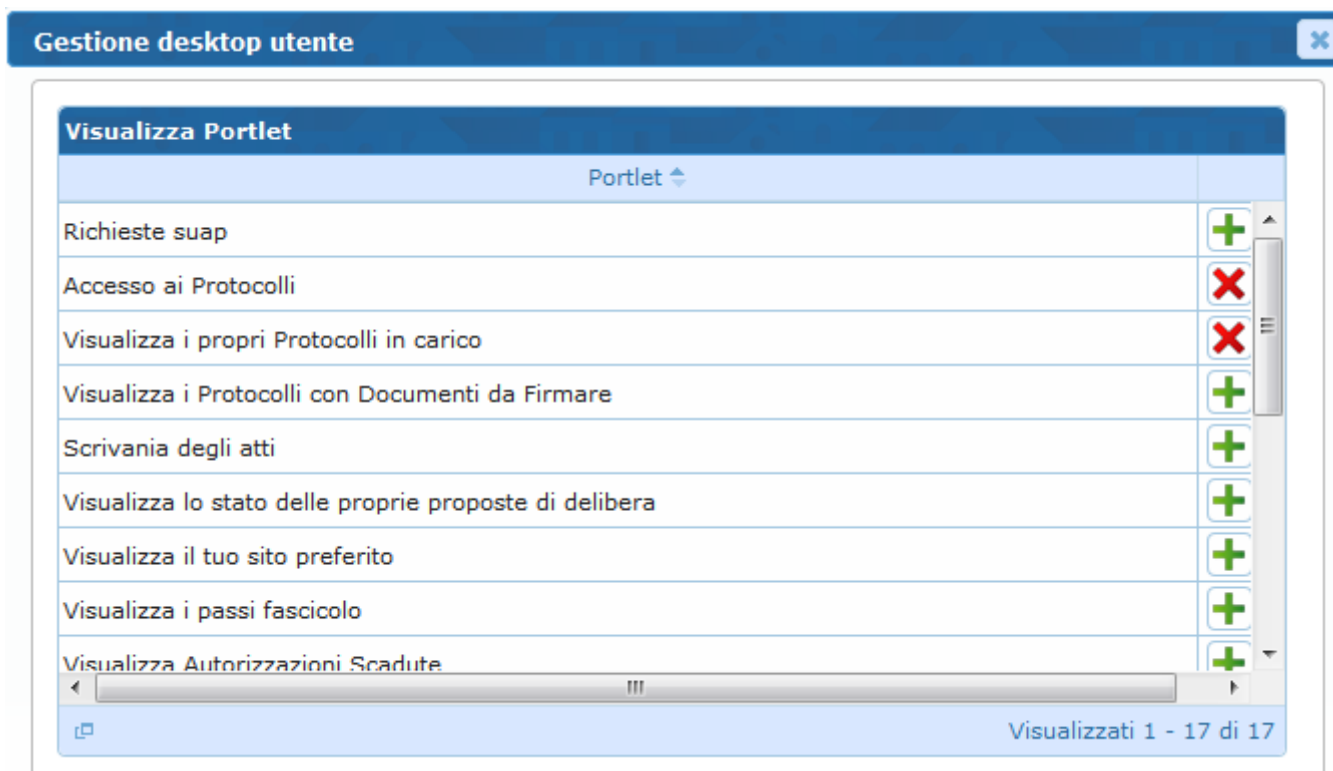 Gestione desktop utente
Visualizza Portlet
Portlet
Richieste suap
Accesso ai Protocolli
Visualizza i propri Protocolli in carico
Visualizza i Protocolli con Documenti da Firmare
Scrivania degli atti
Visualizza lo stato delle proprie proposte di delibera
Visualizza il tuo sito preferito
Visualizza i passi fascicolo
Visualizza Autorizzazioni Scadute
Visualizzati 1 - 17 di 17